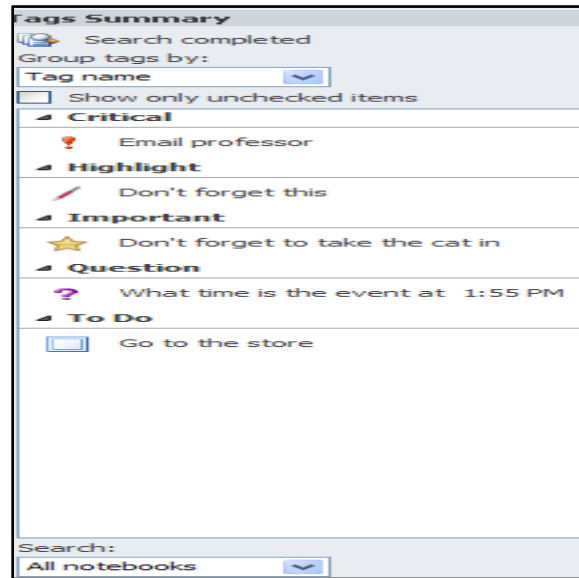 Tags Summary
Search completed
Group tags by:
Tag name
Show only unchecked items
Critical
Email professor
Highlight
Don't forget this
Important
Don't forget to take the cat in
Question
What time is the event at 1:55 PM
To Do
Go to the store
Search:
All notebooks